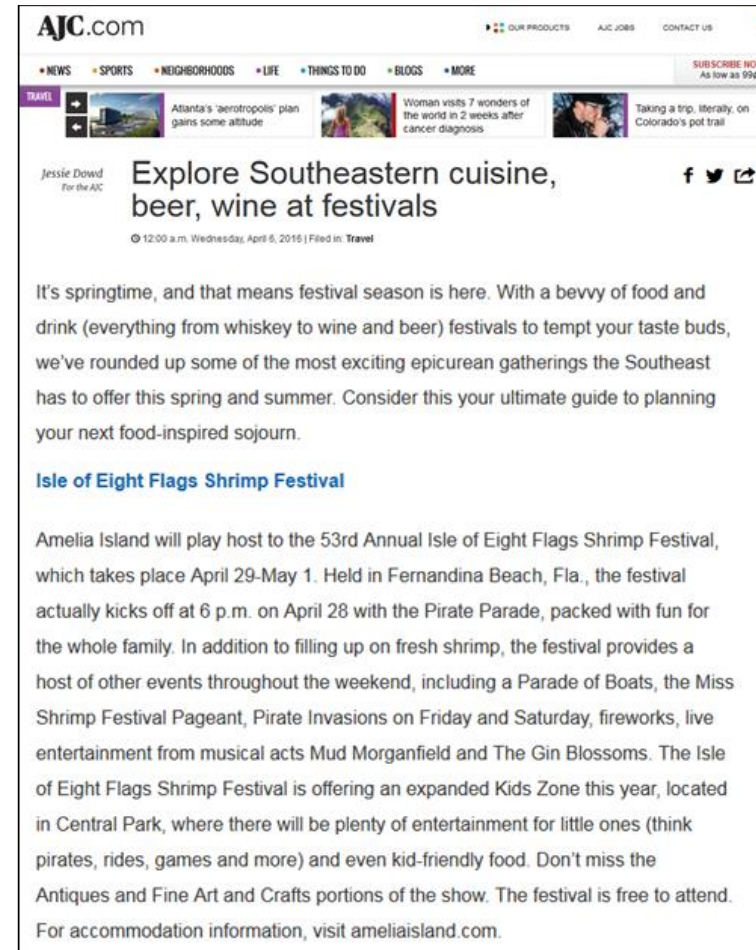 AJC.com
OUR PRODUCTS AJC JOBS CONTACT US
• NEWS • SPORTS • NEIGHBORHOODS • LIFE • THINGS TO DO • BLOGS • MORE
SUBSCRIBE NO
As low as 99¢
TRAVEL
Atlanta's 'aerotropolis' plan
gains some altitude
Woman visits 7 wonders of
the world in 2 weeks after
cancer diagnosis
Taking a trip, literally, on
Colorado's pot trail
Jessie Dowd
For the AJC
Explore Southeastern cuisine,
beer, wine at festivals
12:00 a.m. Wednesday, April 6, 2016 | Filed in: Travel
It's springtime, and that means festival season is here. With a bevvy of food and
drink (everything from whiskey to wine and beer) festivals to tempt your taste buds,
we've rounded up some of the most exciting epicurean gatherings the Southeast
has to offer this spring and summer. Consider this your ultimate guide to planning
your next food-inspired sojourn.
Isle of Eight Flags Shrimp Festival
Amelia Island will play host to the 53rd Annual Isle of Eight Flags Shrimp Festival,
which takes place April 29-May 1. Held in Fernandina Beach, Fla., the festival
actually kicks off at 6 p.m. on April 28 with the Pirate Parade, packed with fun for
the whole family. In addition to filling up on fresh shrimp, the festival provides a
host of other events throughout the weekend, including a Parade of Boats, the Miss
Shrimp Festival Pageant, Pirate Invasions on Friday and Saturday, fireworks, live
entertainment from musical acts Mud Morganfield and The Gin Blossoms. The Isle
of Eight Flags Shrimp Festival is offering an expanded Kids Zone this year, located
in Central Park, where there will be plenty of entertainment for little ones (think
pirates, rides, games and more) and even kid-friendly food. Don't miss the
Antiques and Fine Art and Crafts portions of the show. The festival is free to attend.
For accommodation information, visit ameliaisland.com.